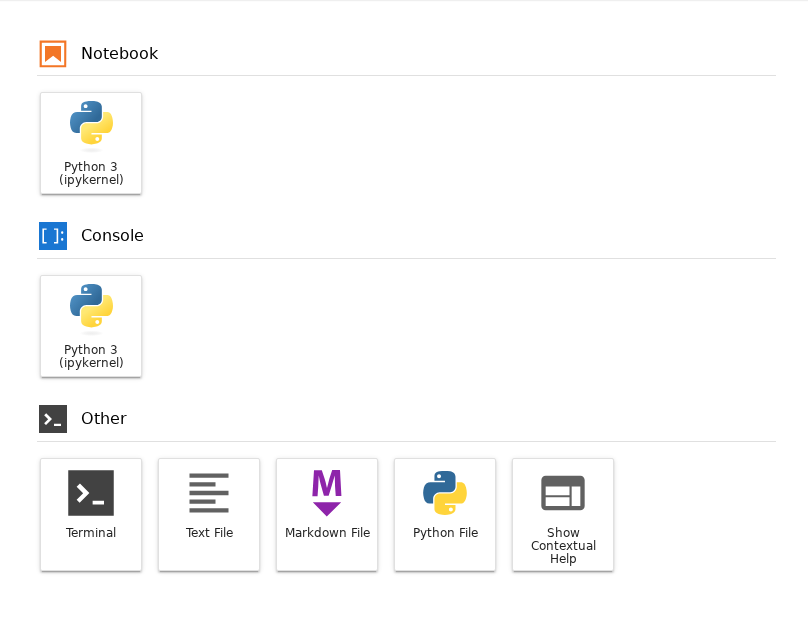 Notebook
Python 3
(ipykernel)
[ ]:
Console
Python 3
(ipykernel)
Other
Terminal
Text File
M
Markdown File
Python File
Show
Contextual
Help